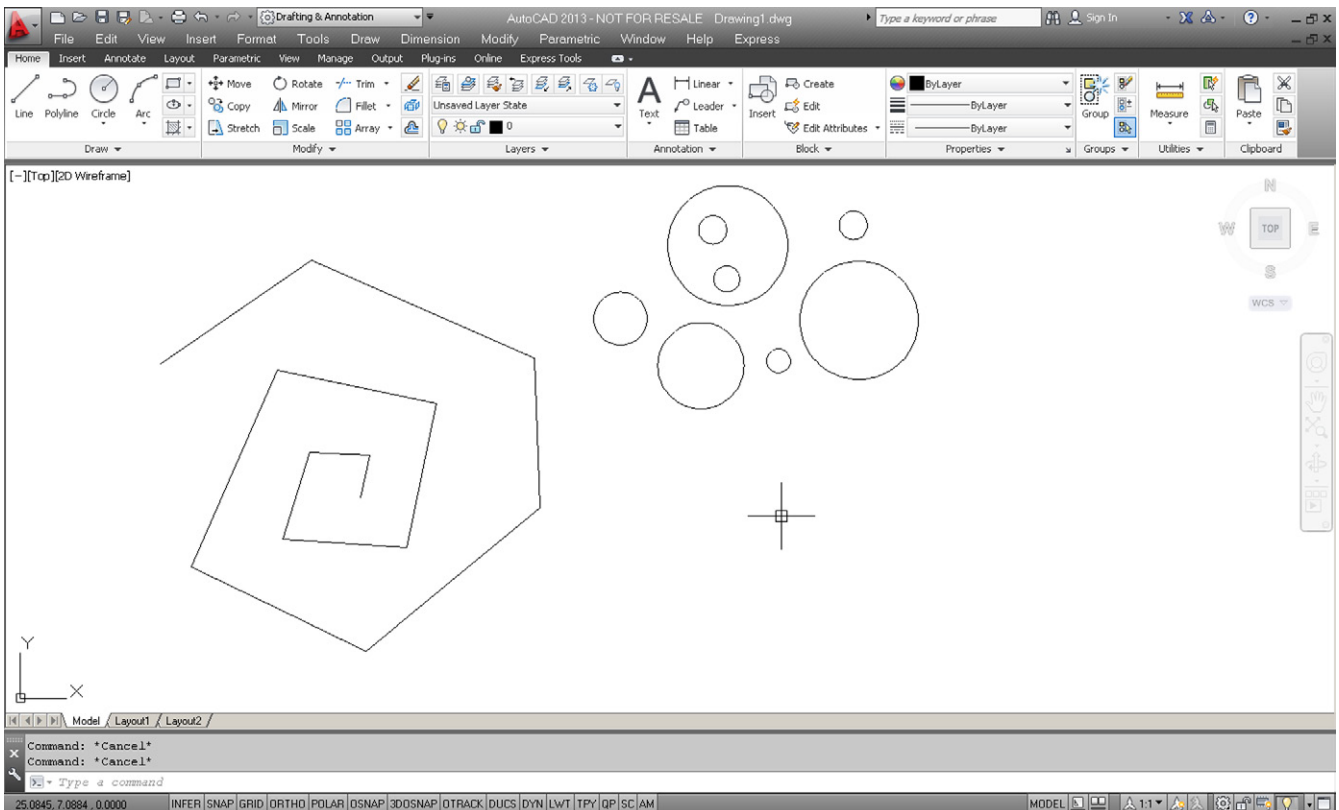 Drafting & Annotation AutoCAD 2013 - NOT FOR RESALE Drawing1.dwg Type a keyword or phrase Sign In
File Edit View Insert Format Tools Draw Dimension Modify Parametric Window Help Express
Home Insert Annotate Layout Parametric View Manage Output Plug-ins Online Express Tools
Move Rotate Trim Linear Create ByLayer
Copy Mirror Fillet Unsaved Layer State Leader Edit ByLayer
Line Polyline Circle Arc Text Insert Group Measure Paste
Stretch Scale Array 0 Table Edit Attributes ByLayer
Draw Modify Layers Annotation Block Properties Groups Utilities Clipboard
[-][Top][2D Wireframe]
N
W TOP E
S
WCS
Y
X
Model Layout1 Layout2
Command: *Cancel*
Command: *Cancel*
Type a command
25.0845, 7.0884, 0.0000 INFER SNAP GRID ORTHO POLAR OSNAP 3DOSNAP OTRACK DUCS DYN LWT TPY QP SC AM MODEL 1:1